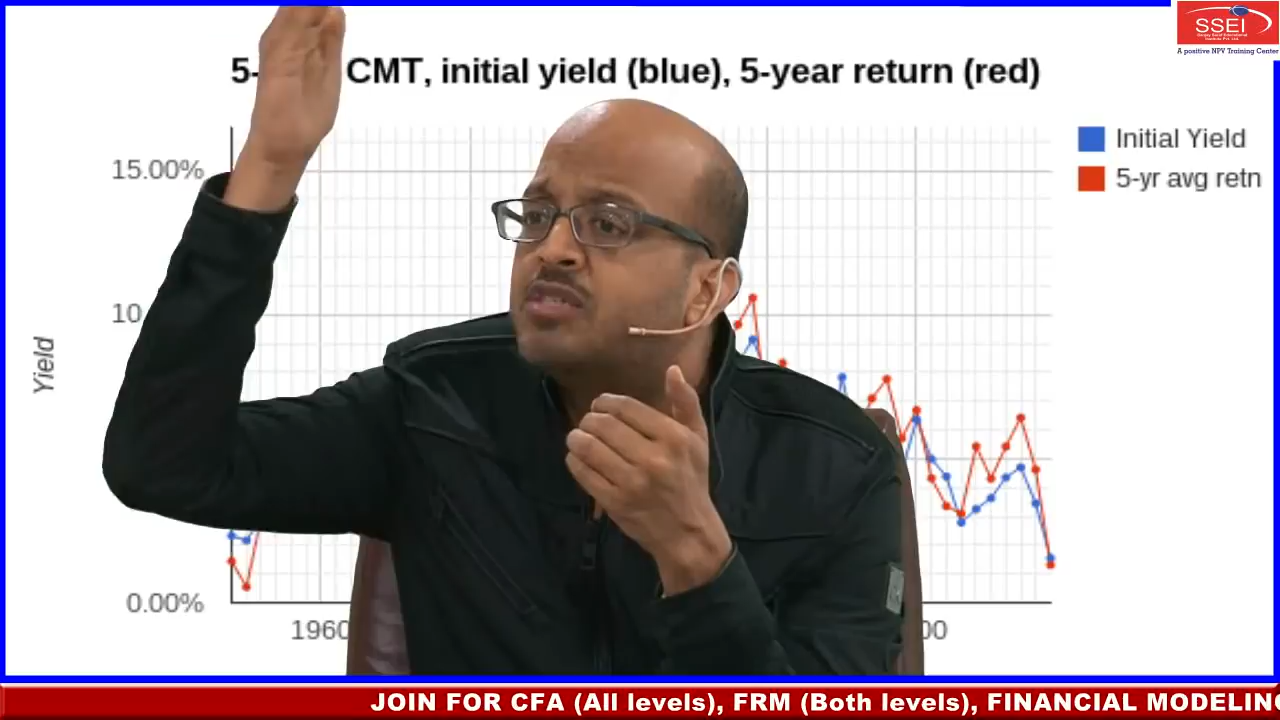 SSEI
A positive NPV Training Center
5- CMT, initial yield (blue), 5-year return (red)
Initial Yield
5-yr avg retn
15.00%
10
Yield
0.00%
1960
00
JOIN FOR CFA (All levels), FRM (Both levels), FINANCIAL MODELING